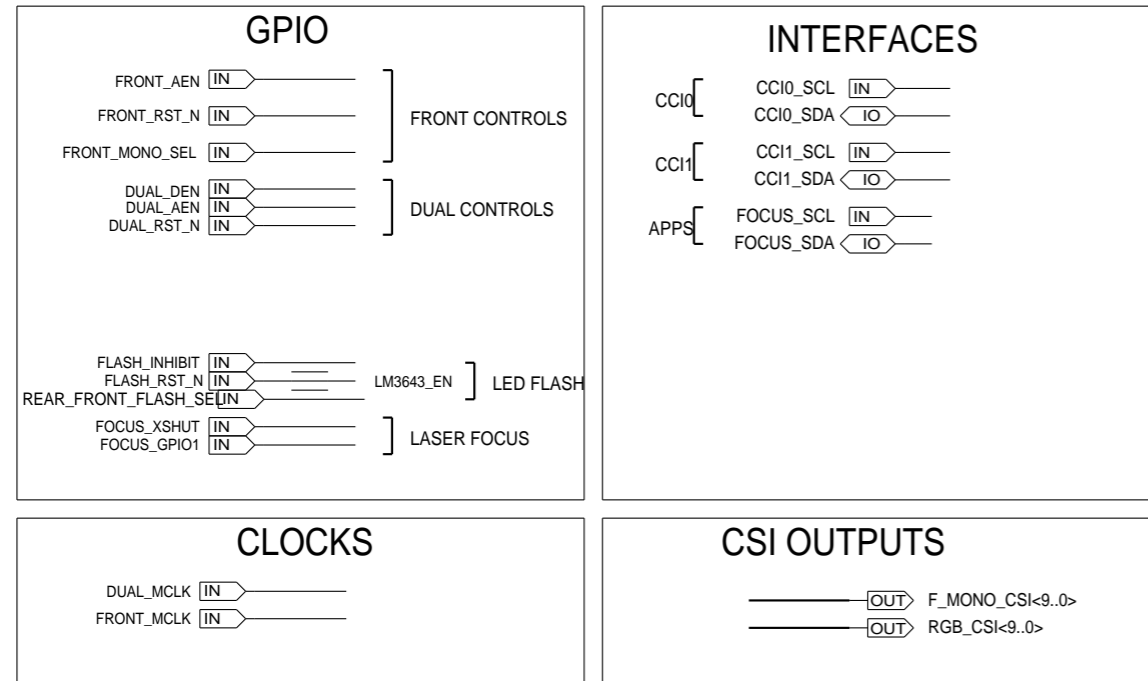 GPIO
FRONT_AEN IN
FRONT_RST_N IN
FRONT CONTROLS
FRONT_MONO_SEL IN
DUAL_DEN IN
DUAL_AEN IN
DUAL CONTROLS
DUAL_RST_N IN
FLASH_INHIBIT IN
FLASH_RST_N IN LM3643_EN LED FLASH
REAR_FRONT_FLASH_SEL IN
FOCUS_XSHUT IN
LASER FOCUS
FOCUS_GPIO1 IN
INTERFACES
CCI0
CCI0_SCL IN
CCI0_SDA IO
CCI1
CCI1_SCL IN
CCI1_SDA IO
APPS
FOCUS_SCL IN
FOCUS_SDA IO
CLOCKS
DUAL_MCLK IN
FRONT_MCLK IN
CSI OUTPUTS
OUT F_MONO_CSI<9..0>
OUT RGB_CSI<9..0>